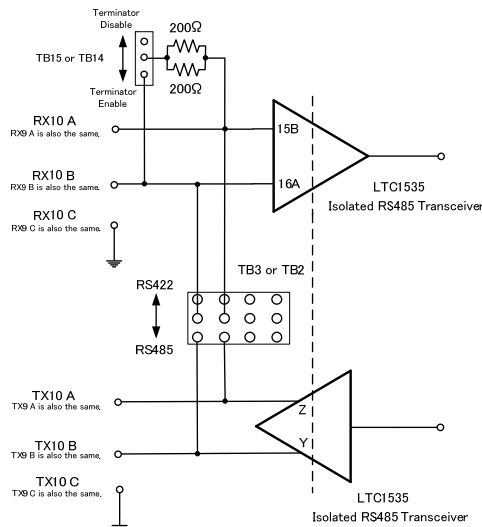 Terminator
Disable
200Ω
TB15 or TB14
Terminator
Enable
200Ω
RX10 A
RX9 A is also the same.
15B
RX10 B
RX9 B is also the same.
16A
LTC1535
Isolated RS485 Transceiver
RX10 C
RX9 C is also the same.
TB3 or TB2
RS422
RS485
TX10 A
TX9 A is also the same.
Z
TX10 B
TX9 B is also the same.
Y
TX10 C
TX9 C is also the same.
LTC1535
Isolated RS485 Transceiver